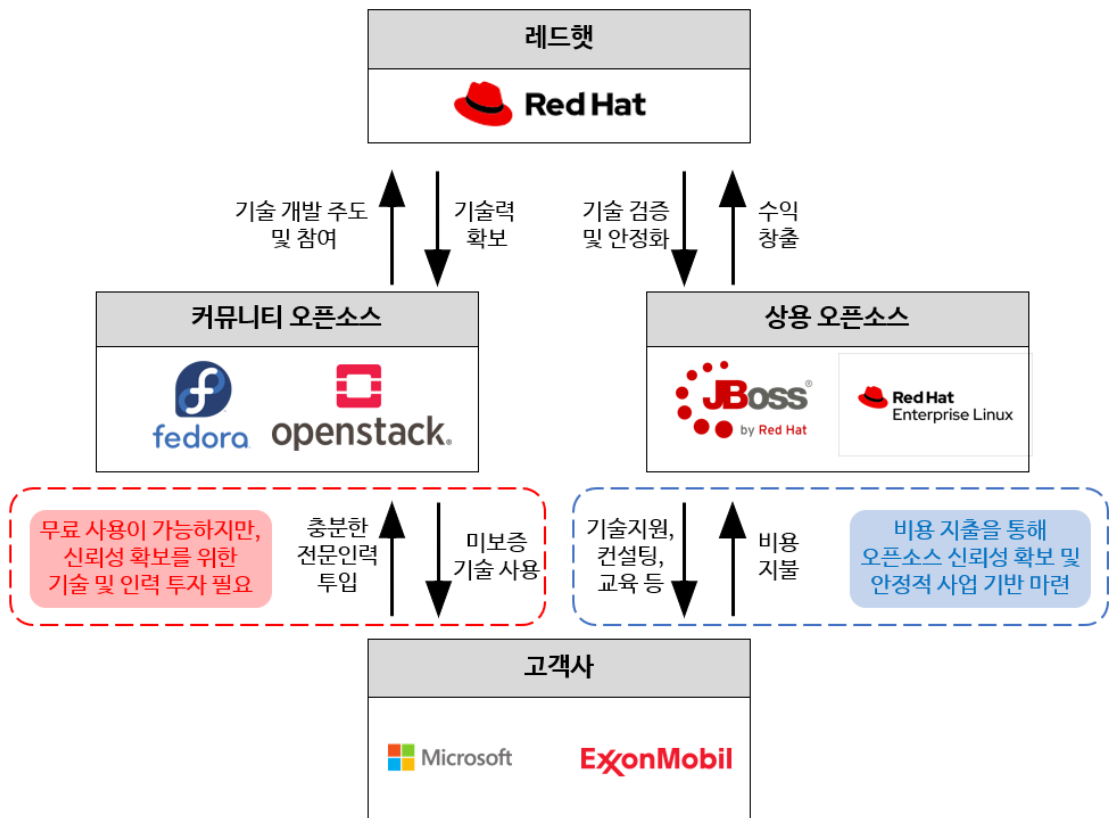 레드햇
Red Hat
기술 개발 주도
및 참여
기술력
확보
기술 검증
및 안정화
수익
창출
커뮤니티 오픈소스
fedora
openstack.
상용 오픈소스
JBoss®
by Red Hat
Red Hat
Enterprise Linux
무료 사용이 가능하지만,
신뢰성 확보를 위한
기술 및 인력 투자 필요
충분한
전문인력
투입
미보증
기술 사용
기술지원,
컨설팅,
교육 등
비용
지불
비용 지출을 통해
오픈소스 신뢰성 확보 및
안정적 사업 기반 마련
고객사
Microsoft
ExxonMobil